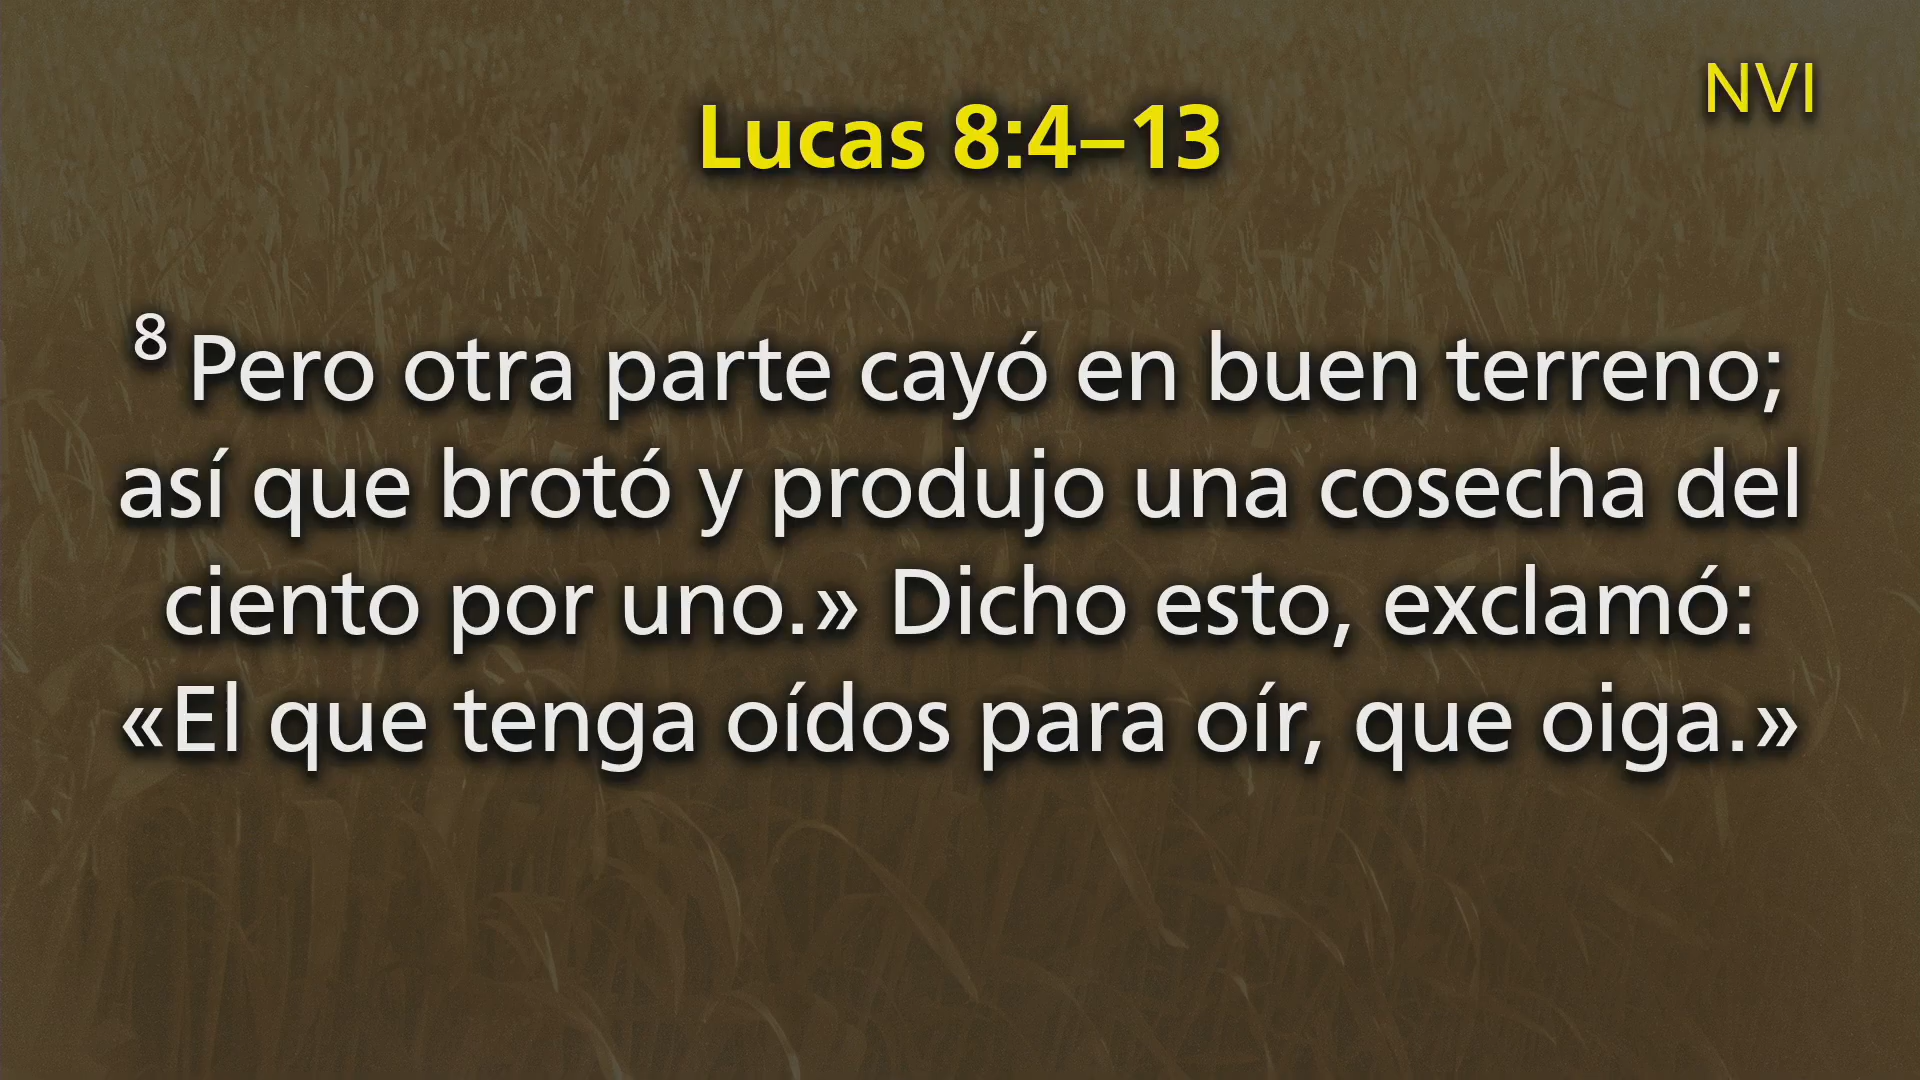 NVI
Lucas 8:4–13
8 Pero otra parte cayó en buen terreno;
así que brotó y produjo una cosecha del
ciento por uno.» Dicho esto, exclamó:
«El que tenga oídos para oír, que oiga.»